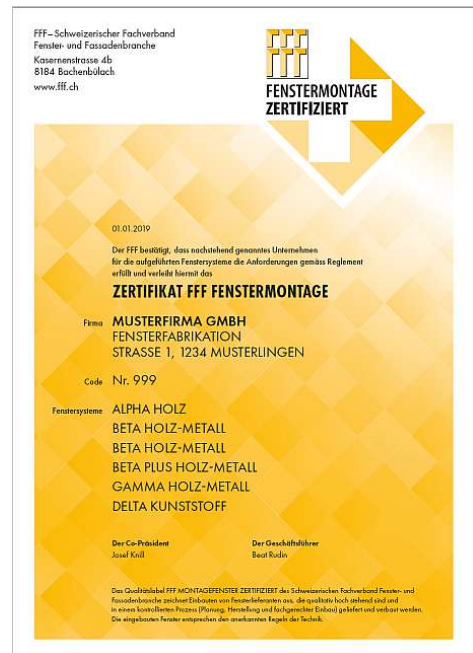 FFF–Schweizerischer Fachverband
Fenster- und Fassadenbranche
Kasernenstrasse 4b
8184 Bachenbülach
www.fff.ch
FFF
FFF
FENSTERMONTAGE
ZERTIFIZIERT
01.01.2019
Der FFF bestätigt, dass nachstehend genanntes Unternehmen
für die aufgeführten Fenstersysteme die Anforderungen gemäss Reglement
erfüllt und verleiht hiermit das
ZERTIFIKAT FFF FENSTERMONTAGE
Firma MUSTERFIRMA GMBH
FENSTERFABRIKATION
STRASSE 1, 1234 MUSTERLINGEN
Code Nr. 999
Fenstersysteme ALPHA HOLZ
BETA HOLZ-METALL
BETA HOLZ-METALL
BETA PLUS HOLZ-METALL
GAMMA HOLZ-METALL
DELTA KUNSTSTOFF
Der Co-Präsident Der Geschäftsführer
Josef Knill Beat Rudin
Das Qualitätslabel FFF MONTAGEFENSTER ZERTIFIZIERT des Schweizerischen Fachverband Fenster- und
Fassadenbranche zeichnet Einbauten von Fensterlieferanten aus, die qualitativ hoch stehend sind und
in einem kontrollierten Prozess (Planung, Herstellung und fachgerechter Einbau) geliefert und verbaut werden.
Die eingebauten Fenster entsprechen den anerkannten Regeln der Technik.